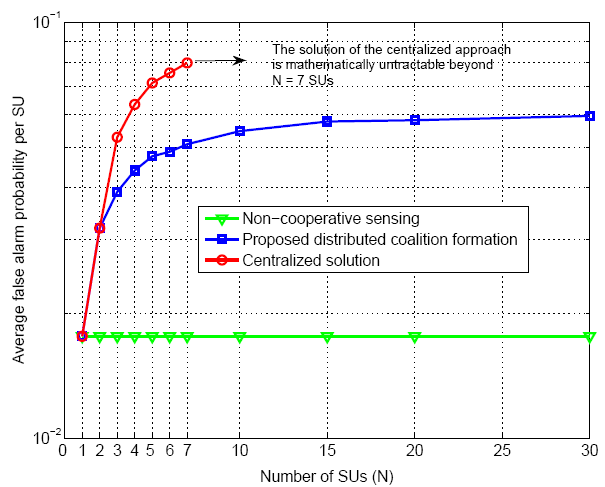 10⁻¹
The solution of the centralized approach
is mathematically untractable beyond
N = 7 SUs
Average false alarm probability per SU
Non−cooperative sensing
Proposed distributed coalition formation
Centralized solution
10⁻²
0 1 2 3 4 5 6 7 10 15 20 25 30
Number of SUs (N)